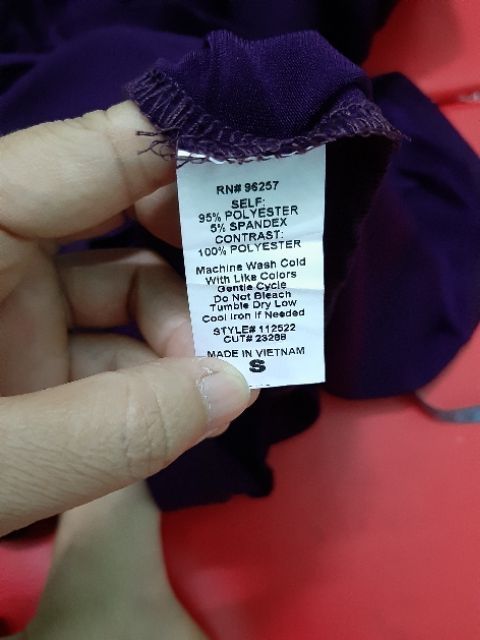 RN# 96257
SELF:
95% POLYESTER
5% SPANDEX
CONTRAST:
100% POLYESTER
Machine Wash Cold
With Like Colors
Gentle Cycle
Do Not Bleach
Tumble Dry Low
Cool Iron If Needed
STYLE# 112522
CUT# 23288
MADE IN VIETNAM
S